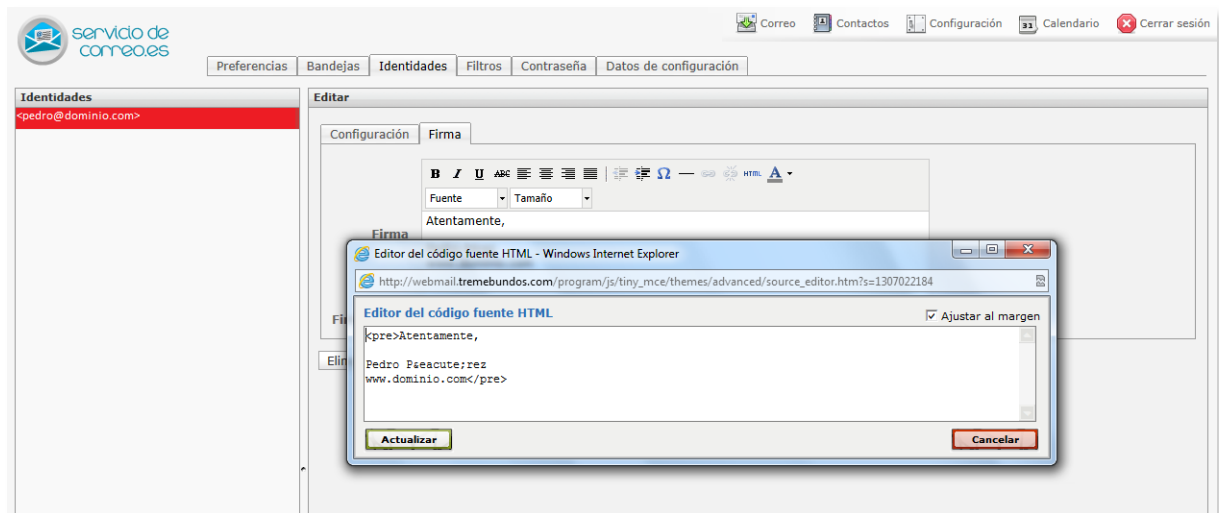 servicio de
correo.es
Correo Contactos Configuración 31 Calendario Cerrar sesión
Preferencias Bandejas Identidades Filtros Contraseña Datos de configuración
Identidades
<pedro@dominio.com>
Editar
Configuración Firma
B I U ABC Ω HTML A
Fuente Tamaño
Atentamente,
Firma
Editor del código fuente HTML - Windows Internet Explorer
http://webmail.tremebundos.com/program/js/tiny_mce/themes/advanced/source_editor.htm?s=1307022184
Editor del código fuente HTML
Ajustar al margen
<pre>Atentamente,
Pedro P&eacute;rez
www.dominio.com</pre>
Actualizar Cancelar